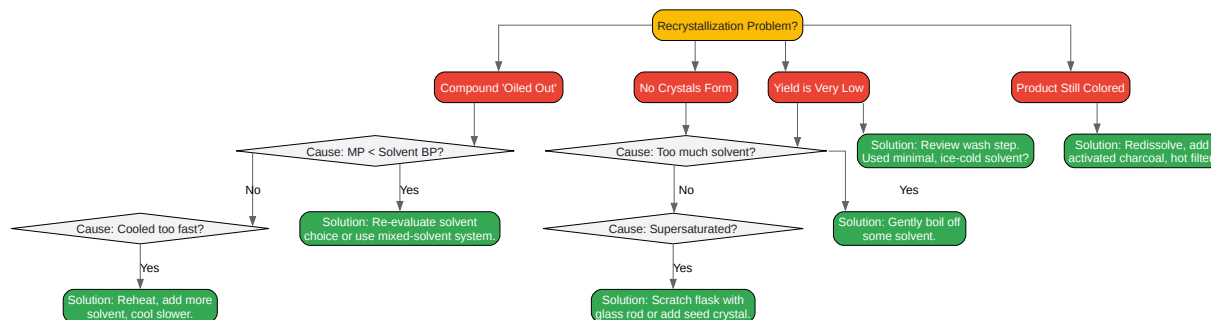 Recrystallization Problem?
Compound 'Oiled Out'
No Crystals Form
Yield is Very Low
Product Still Colored
Cause: MP < Solvent BP?
Cause: Too much solvent?
Solution: Review wash step.
Used minimal, ice-cold solvent?
Solution: Redissolve, add
activated charcoal, hot filter
No
Yes
No
Yes
Cause: Cooled too fast?
Solution: Re-evaluate solvent
choice or use mixed-solvent system.
Cause: Supersaturated?
Solution: Gently boil off
some solvent.
Yes
Yes
Solution: Reheat, add more
solvent, cool slower.
Solution: Scratch flask with
glass rod or add seed crystal.